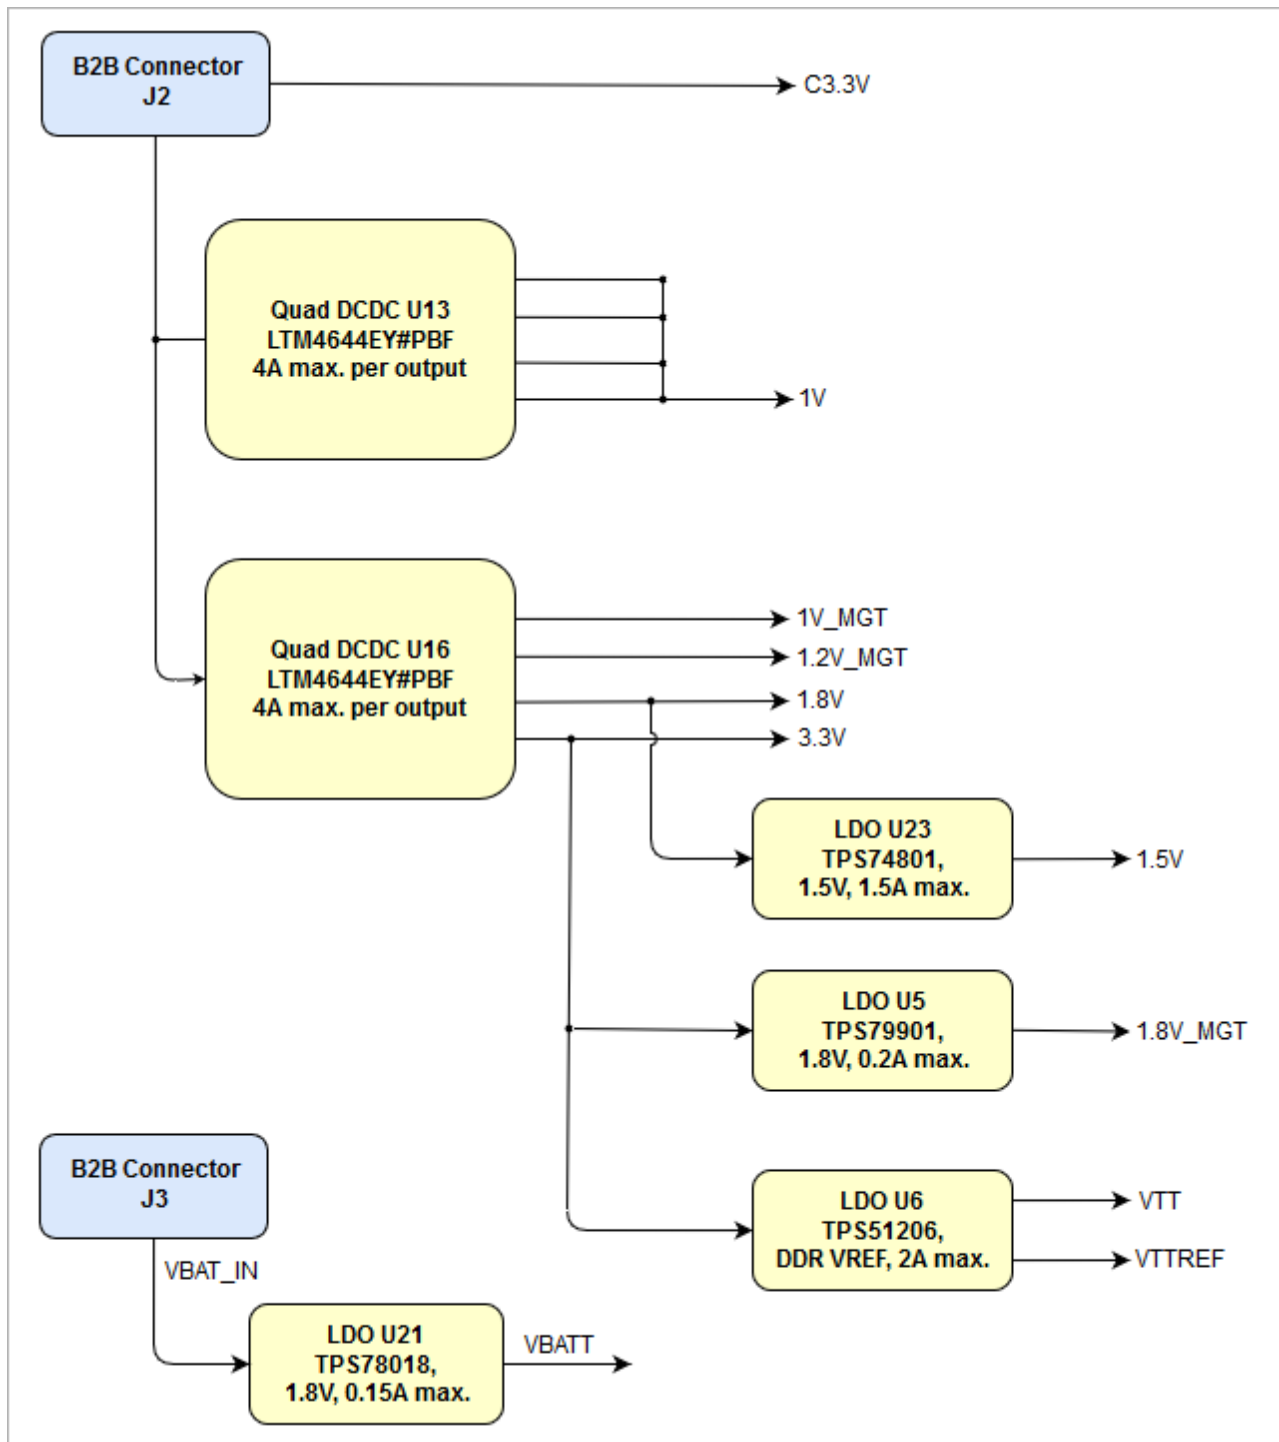 B2B Connector
J2
C3.3V
Quad DCDC U13
LTM4644EY#PBF
4A max. per output
1V
Quad DCDC U16
LTM4644EY#PBF
4A max. per output
1V_MGT
1.2V_MGT
1.8V
3.3V
LDO U23
TPS74801,
1.5V, 1.5A max.
1.5V
LDO U5
TPS79901,
1.8V, 0.2A max.
1.8V_MGT
B2B Connector
J3
VBAT_IN
LDO U6
TPS51206,
DDR VREF, 2A max.
VTT
VTTREF
LDO U21
TPS78018,
1.8V, 0.15A max.
VBATT